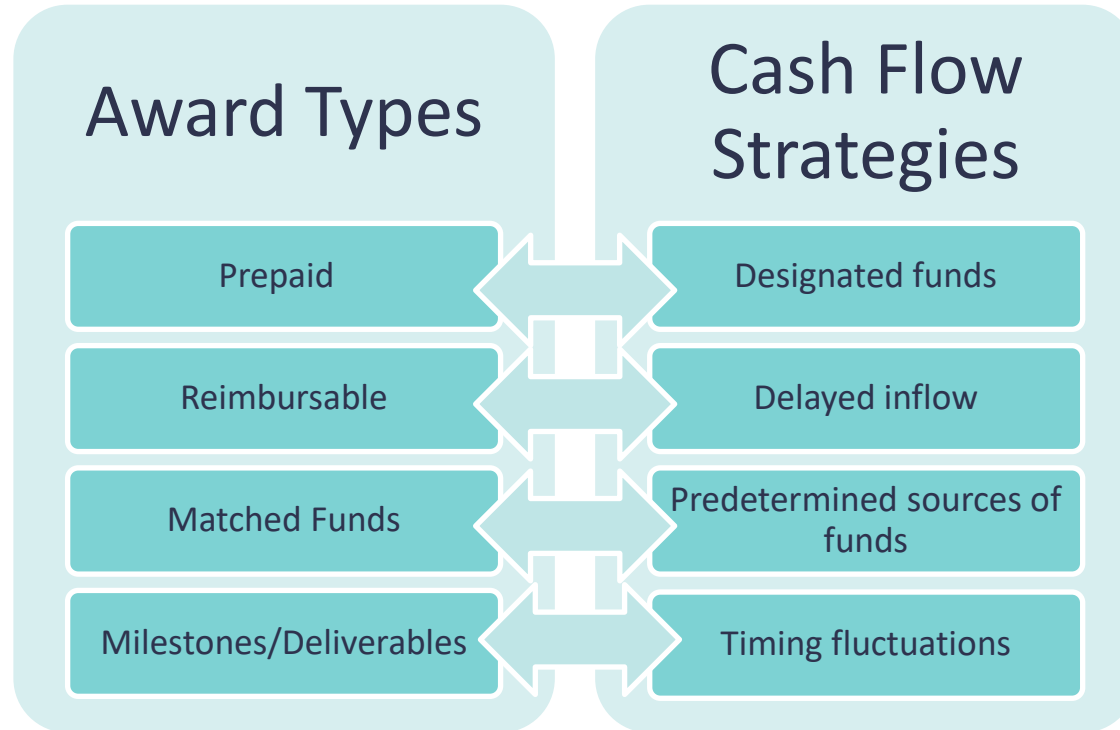 Award Types
Prepaid
Reimbursable
Matched Funds
Milestones/Deliverables
Cash Flow
Strategies
Designated funds
Delayed inflow
Predetermined sources of
funds
Timing fluctuations